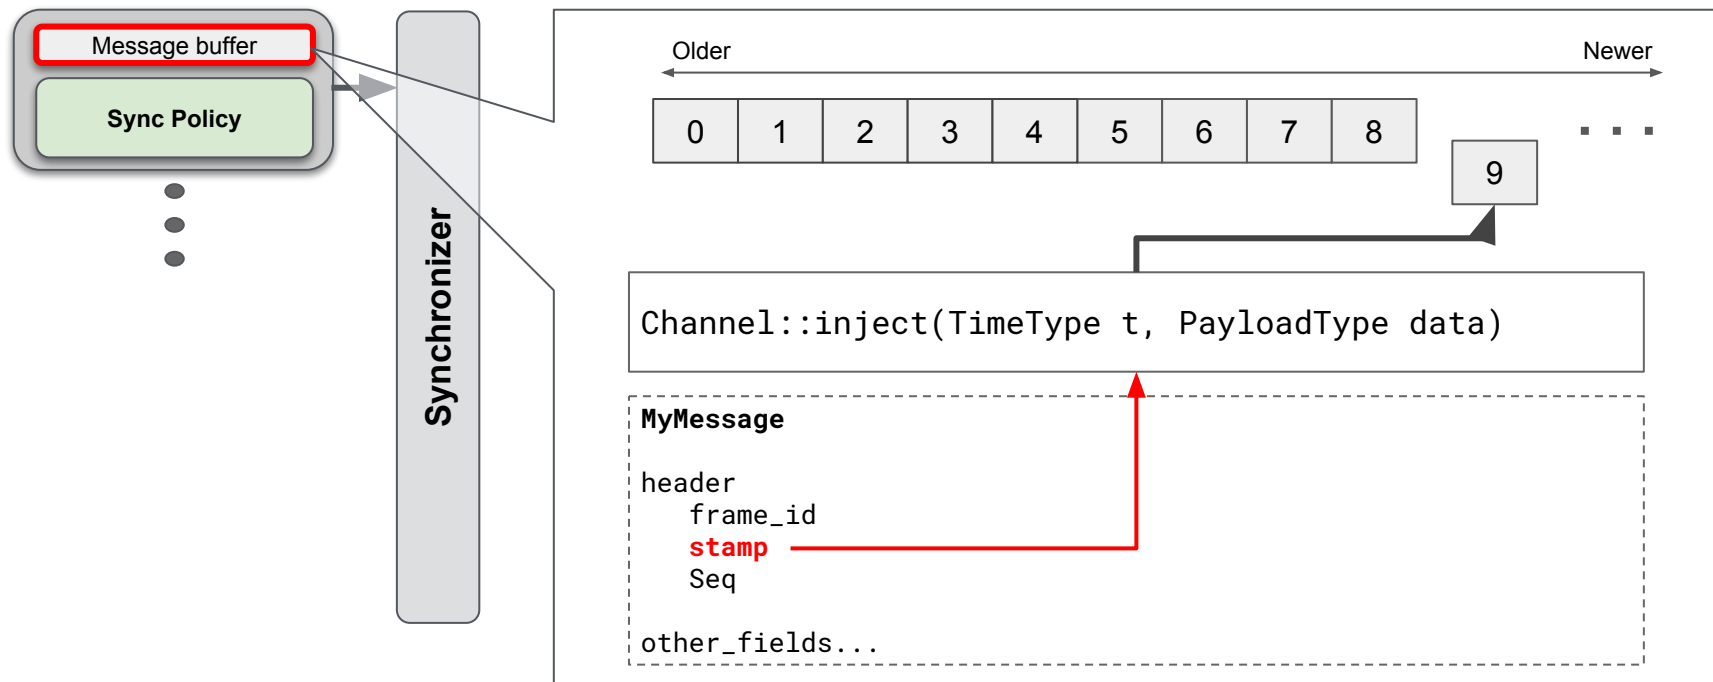 Message buffer
Sync Policy
Synchronizer
Older
Newer
0 1 2 3 4 5 6 7 8 ...
9
Channel::inject(TimeType t, PayloadType data)
MyMessage
header
frame_id
stamp
Seq
other_fields...